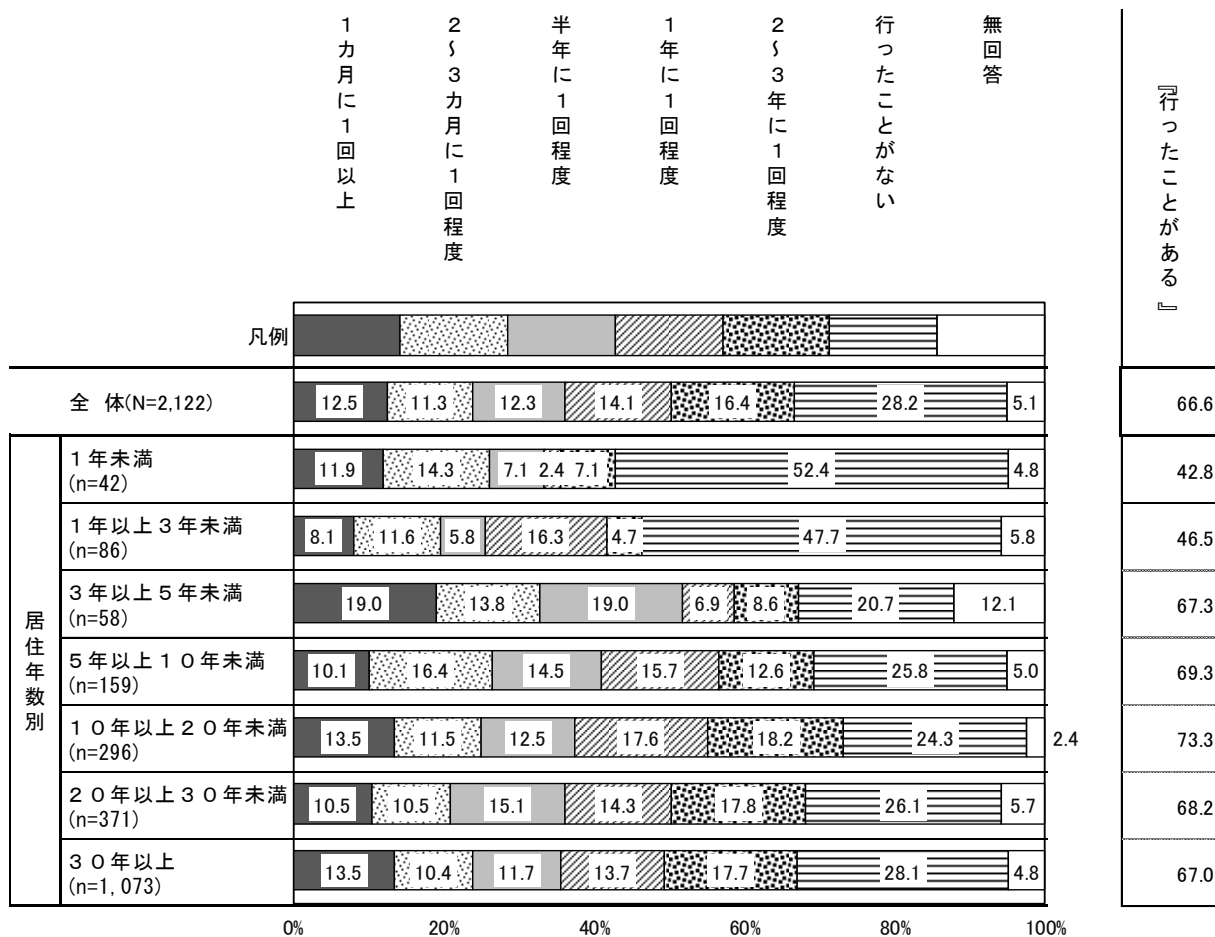 1カ月に1回以上
2〜3カ月に1回程度
半年に1回程度
1年に1回程度
2〜3年に1回程度
行ったことがない
無回答
『行ったことがある』
凡例
全 体(N=2,122)
12.5 11.3 12.3 14.1 16.4 28.2 5.1 66.6
居住年数別
1年未満
(n=42)
11.9 14.3 7.1 2.4 7.1 52.4 4.8 42.8
1年以上3年未満
(n=86)
8.1 11.6 5.8 16.3 4.7 47.7 5.8 46.5
3年以上5年未満
(n=58)
19.0 13.8 19.0 6.9 8.6 20.7 12.1 67.3
5年以上10年未満
(n=159)
10.1 16.4 14.5 15.7 12.6 25.8 5.0 69.3
10年以上20年未満
(n=296)
13.5 11.5 12.5 17.6 18.2 24.3 2.4 73.3
20年以上30年未満
(n=371)
10.5 10.5 15.1 14.3 17.8 26.1 5.7 68.2
30年以上
(n=1,073)
13.5 10.4 11.7 13.7 17.7 28.1 4.8 67.0
0% 20% 40% 60% 80% 100%